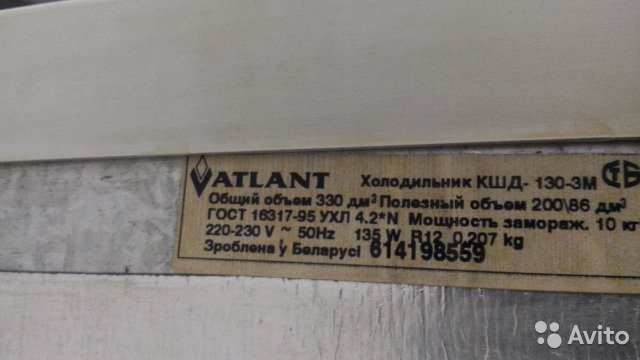 ATLANT Холодильник КШД- 130-3М
Общий объем 330 дм³ Полезный объем 200\86 дм³
ГОСТ 16317-95 УХЛ 4.2*N Мощность замораж. 10 кг
220-230 V ~ 50Hz 135 W R12 0,207 kg
Зроблена ў Беларусі 614198559
Avito